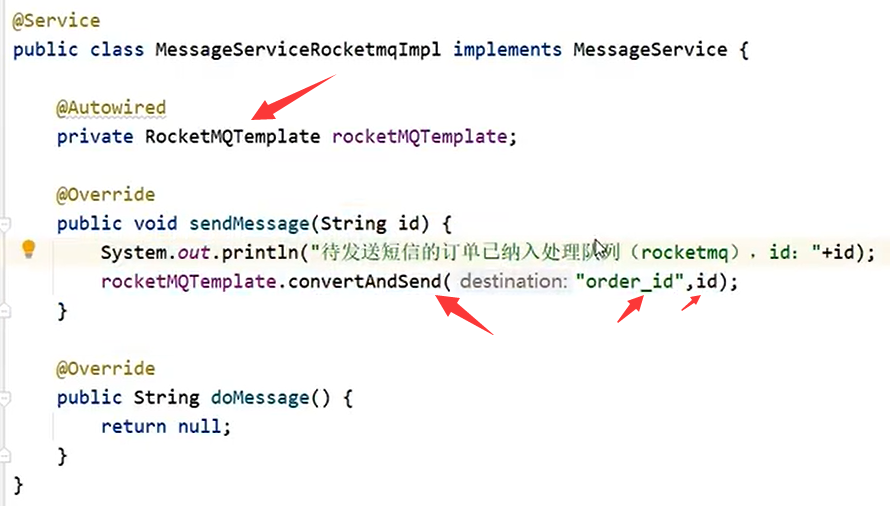 @Service
public class MessageServiceRocketmqImpl implements MessageService {
@Autowired
private RocketMQTemplate rocketMQTemplate;
@Override
public void sendMessage(String id) {
System.out.println("待发送短信的订单已纳入处理队列（rocketmq），id："+id);
rocketMQTemplate.convertAndSend( destination: "order_id",id);
}
@Override
public String doMessage() {
return null;
}
}